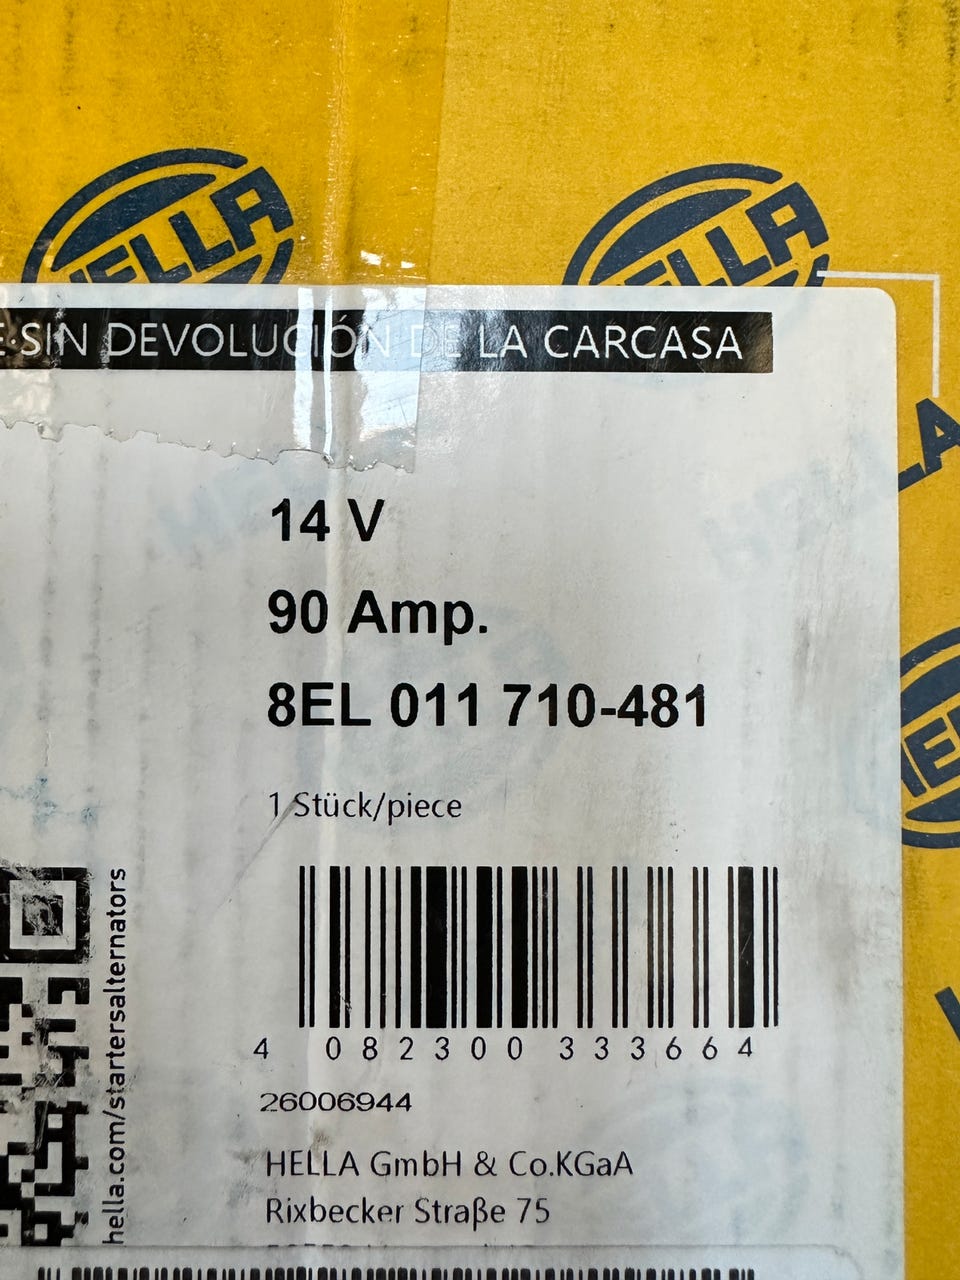 HELLA
HELLA
SIN DEVOLUCIÓN DE LA CARCASA
14 V
90 Amp.
8EL 011 710-481
1 Stück/piece
hella.com/startersalternators
4 082300 333664
26006944
HELLA GmbH & Co.KGaA
Rixbecker Straße 75